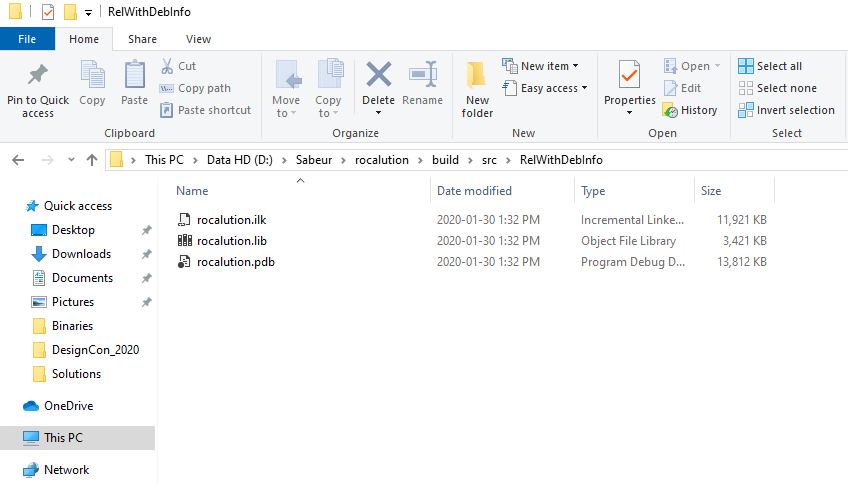 RelWithDebInfo
File Home Share View
Pin to Quick access
Copy
Paste
Cut
Copy path
Paste shortcut
Clipboard
Move to
Copy to
Delete
Rename
Organize
New folder
New item
Easy access
New
Properties
Open
Edit
History
Open
Select all
Select none
Invert selection
Select
This PC > Data HD (D:) > Sabeur > rocalution > build > src > RelWithDebInfo
Quick access
Desktop
Downloads
Documents
Pictures
Binaries
DesignCon_2020
Solutions
OneDrive
This PC
Network
Name Date modified Type Size
rocalution.ilk 2020-01-30 1:32 PM Incremental Linke... 11,921 KB
rocalution.lib 2020-01-30 1:32 PM Object File Library 3,421 KB
rocalution.pdb 2020-01-30 1:32 PM Program Debug D... 13,812 KB